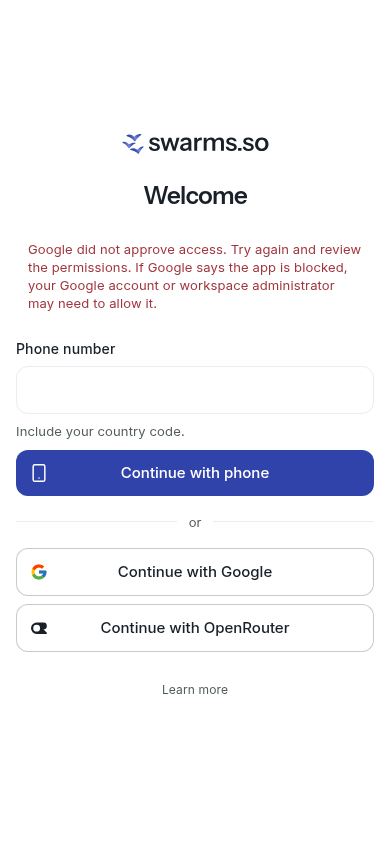 swarms.so
Welcome
Google did not approve access. Try again and review
the permissions. If Google says the app is blocked,
your Google account or workspace administrator
may need to allow it.
Phone number
Include your country code.
Continue with phone
or
Continue with Google
Continue with OpenRouter
Learn more